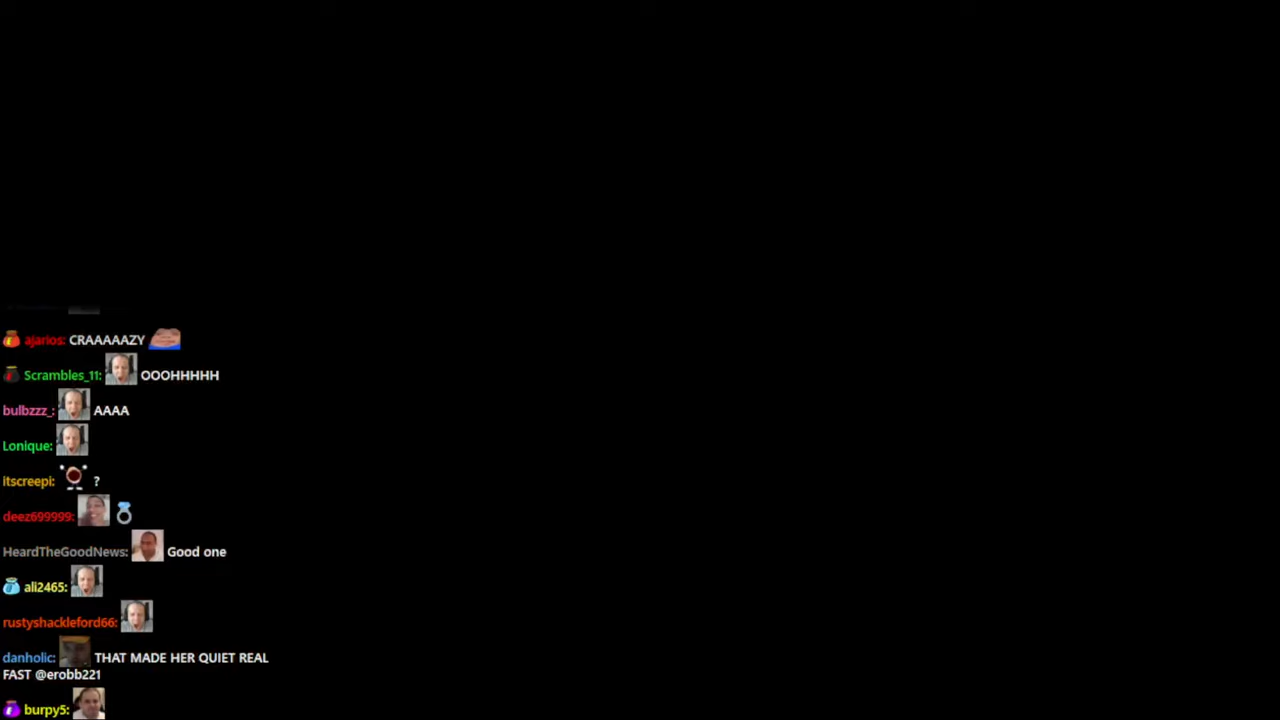 ajarios: CRAAAAAZY
Scrambles_11: OOOHHHHH
bulbzzz_: AAAA
Lonique:
itscreepi: ?
deez699999:
HeardTheGoodNews: Good one
ali2465:
rustyshackleford66:
danholic: THAT MADE HER QUIET REAL
FAST @erobb221
burpy5: